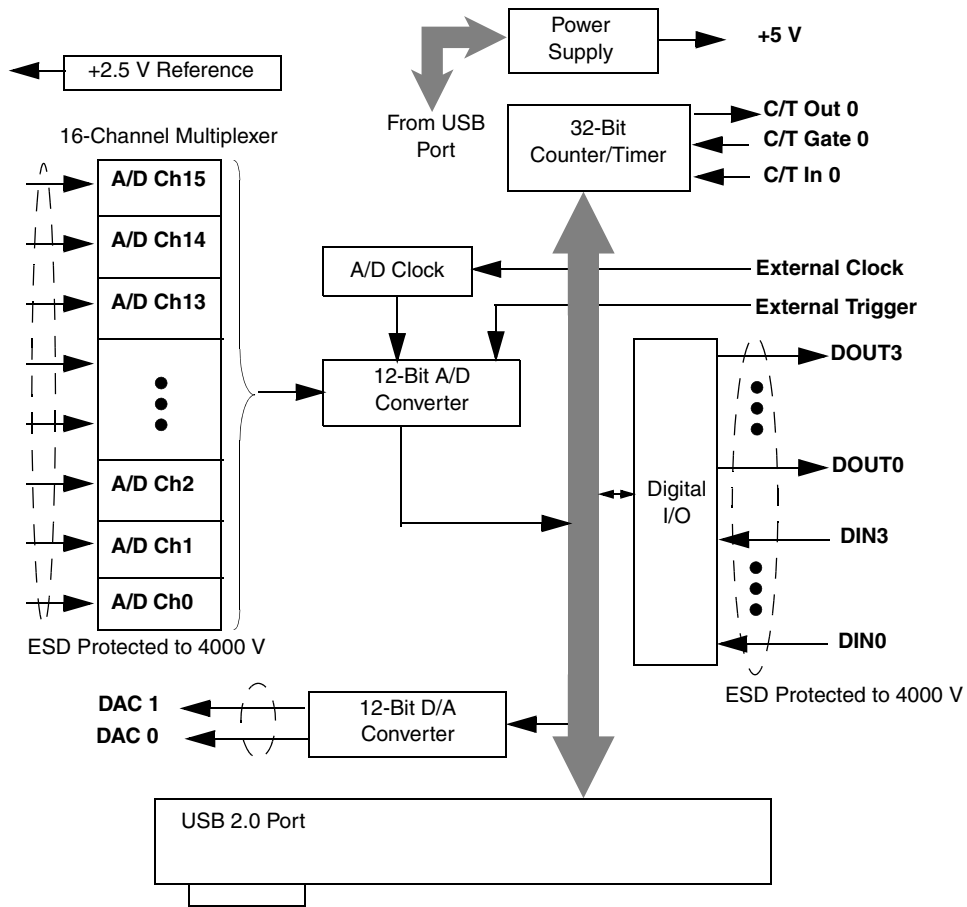 Power
Supply
+5 V
+2.5 V Reference
From USB
Port
32-Bit
Counter/Timer
C/T Out 0
C/T Gate 0
C/T In 0
16-Channel Multiplexer
A/D Ch15
A/D Ch14
A/D Ch13
A/D Ch2
A/D Ch1
A/D Ch0
ESD Protected to 4000 V
A/D Clock
External Clock
External Trigger
12-Bit A/D
Converter
Digital
I/O
DOUT3
DOUT0
DIN3
DIN0
ESD Protected to 4000 V
DAC 1
DAC 0
12-Bit D/A
Converter
USB 2.0 Port